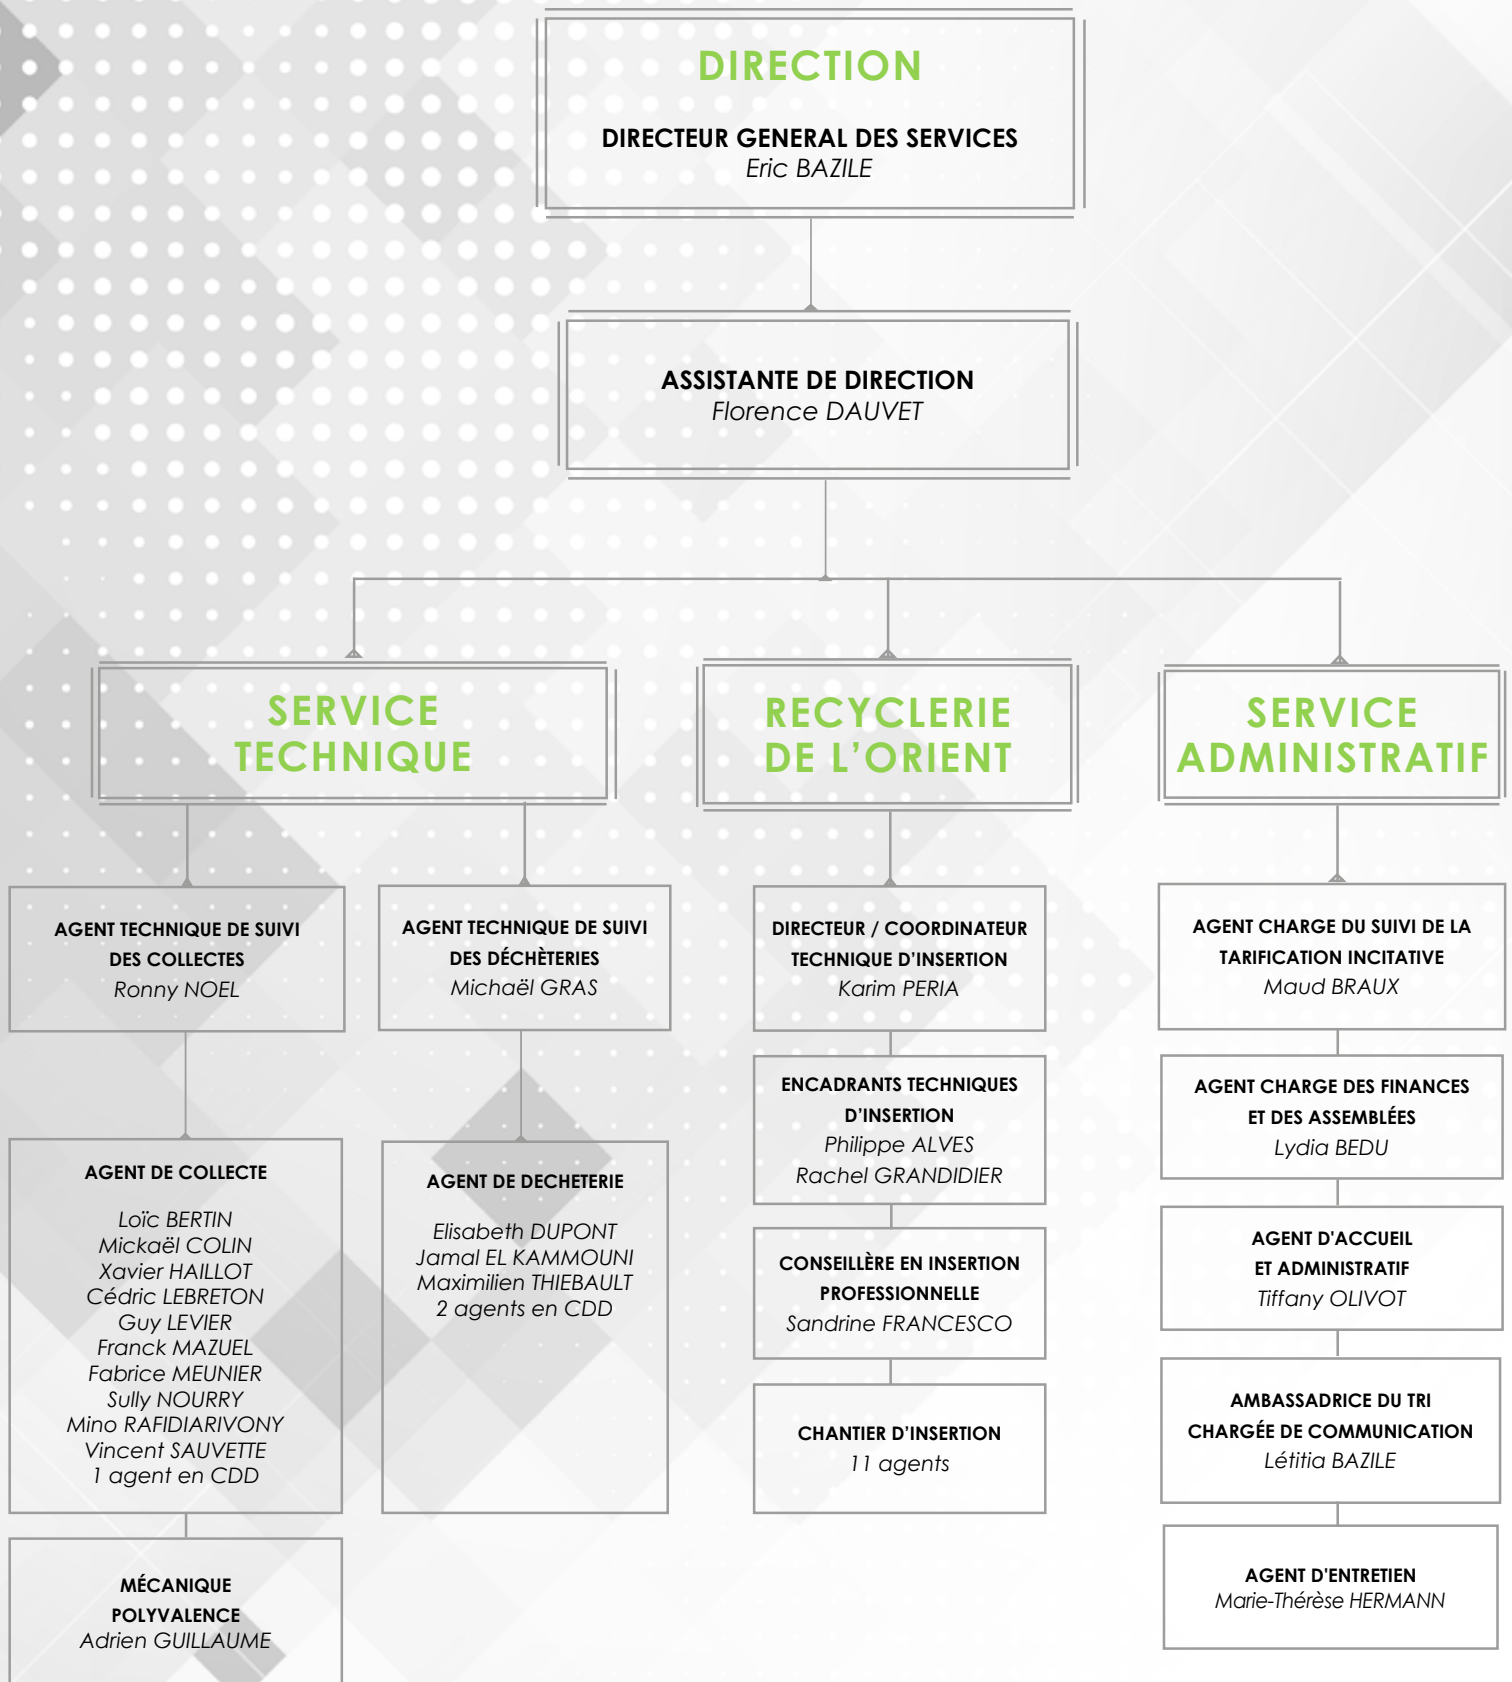 DIRECTION
DIRECTEUR GENERAL DES SERVICES
Eric BAZILE
ASSISTANTE DE DIRECTION
Florence DAUVET
SERVICE
TECHNIQUE
AGENT TECHNIQUE DE SUIVI
DES COLLECTES
Ronny NOEL
AGENT DE COLLECTE
Loïc BERTIN
Mickaël COLIN
Xavier HAILLOT
Cédric LEBRETON
Guy LEVIER
Franck MAZUEL
Fabrice MEUNIER
Sully NOURRY
Mino RAFIDIARIVONY
Vincent SAUVETTE
1 agent en CDD
MÉCANIQUE
POLYVALENCE
Adrien GUILLAUME
AGENT TECHNIQUE DE SUIVI
DES DÉCHÈTERIES
Michaël GRAS
AGENT DE DECHETERIE
Elisabeth DUPONT
Jamal EL KAMMOUNI
Maximilien THIEBAULT
2 agents en CDD
RECYCLERIE
DE L’ORIENT
DIRECTEUR / COORDINATEUR
TECHNIQUE D’INSERTION
Karim PERIA
ENCADRANTS TECHNIQUES
D’INSERTION
Philippe ALVES
Rachel GRANDIDIER
CONSEILLÈRE EN INSERTION
PROFESSIONNELLE
Sandrine FRANCESCO
CHANTIER D’INSERTION
11 agents
SERVICE
ADMINISTRATIF
AGENT CHARGE DU SUIVI DE LA
TARIFICATION INCITATIVE
Maud BRAUX
AGENT CHARGE DES FINANCES
ET DES ASSEMBLÉES
Lydia BEDU
AGENT D'ACCUEIL
ET ADMINISTRATIF
Tiffany OLIVOT
AMBASSADRICE DU TRI
CHARGÉE DE COMMUNICATION
Létitia BAZILE
AGENT D'ENTRETIEN
Marie-Thérèse HERMANN